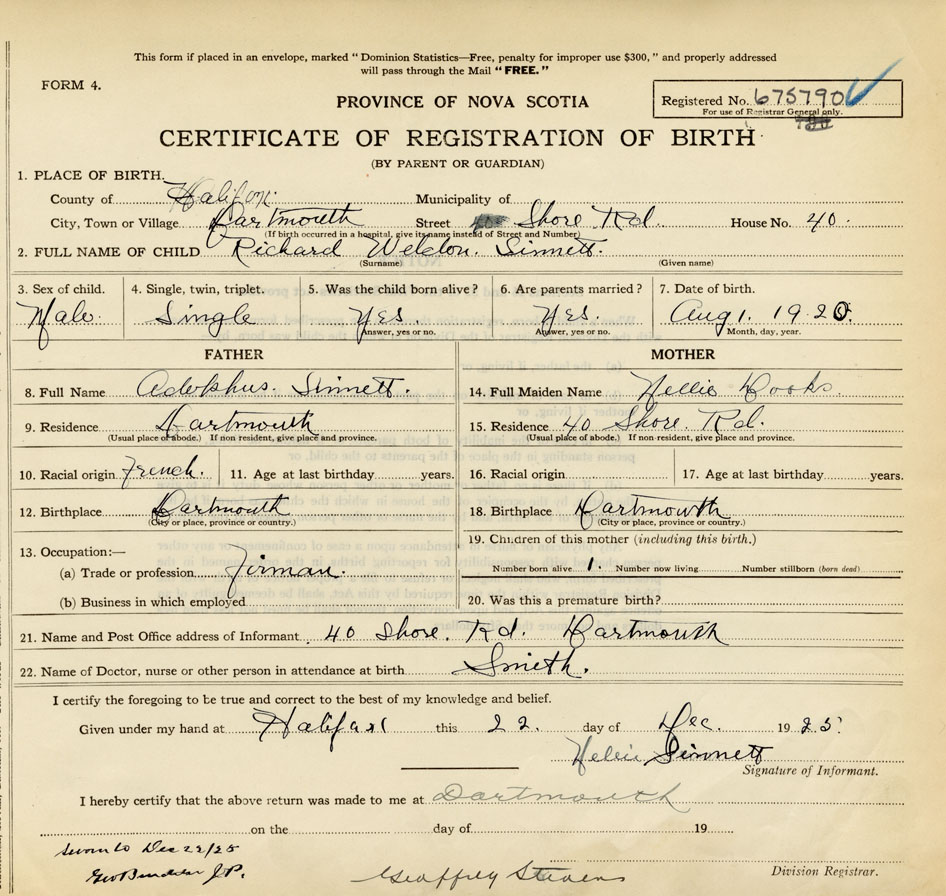 This form if placed in an envelope, marked "Dominion Statistics—Free, penalty for improper use $300," and properly addressed
will pass through the Mail "FREE."
FORM 4.
Registered No. 675790
For use of Registrar General only.
PROVINCE OF NOVA SCOTIA
CERTIFICATE OF REGISTRATION OF BIRTH
(BY PARENT OR GUARDIAN)
1. PLACE OF BIRTH.
County of Halifax. Municipality of
City, Town or Village Dartmouth Street Shore Rd. House No. 40.
(If birth occurred in a hospital, give its name instead of Street and Number)
2. FULL NAME OF CHILD Richard Weldon. Sinnett.
(Surname) (Given name)
3. Sex of child. 4. Single, twin, triplet. 5. Was the child born alive? 6. Are parents married? 7. Date of birth.
Male. Single Yes. Yes. Aug 1. 1920.
Answer, yes or no. Answer, yes or no. Month, day, year.
FATHER MOTHER
8. Full Name Adolphus. Sinnett. 14. Full Maiden Name Nellie Hooks
9. Residence Dartmouth 15. Residence 40 Shore. Rd.
(Usual place of abode.) If non resident, give place and province. (Usual place of abode.) If non-resident, give place and province.
10. Racial origin French. 11. Age at last birthday years. 16. Racial origin 17. Age at last birthday years.
12. Birthplace Dartmouth 18. Birthplace Dartmouth
(City or place, province or country.) (City or place, province or country.)
19. Children of this mother (including this birth.)
13. Occupation:—
(a) Trade or profession Firman. Number born alive 1. Number now living Number stillborn (born dead)
(b) Business in which employed 20. Was this a premature birth?
21. Name and Post Office address of Informant 40 Shore. Rd. Dartmouth
22. Name of Doctor, nurse or other person in attendance at birth Smith.
I certify the foregoing to be true and correct to the best of my knowledge and belief.
Given under my hand at Halifax this 22. day of Dec. 1925
Nellie Sinnett
Signature of Informant.
I hereby certify that the above return was made to me at Dartmouth
on the day of 19
Sworn to Dec 22/25
J.P. Geoffrey Stevens
Division Registrar.